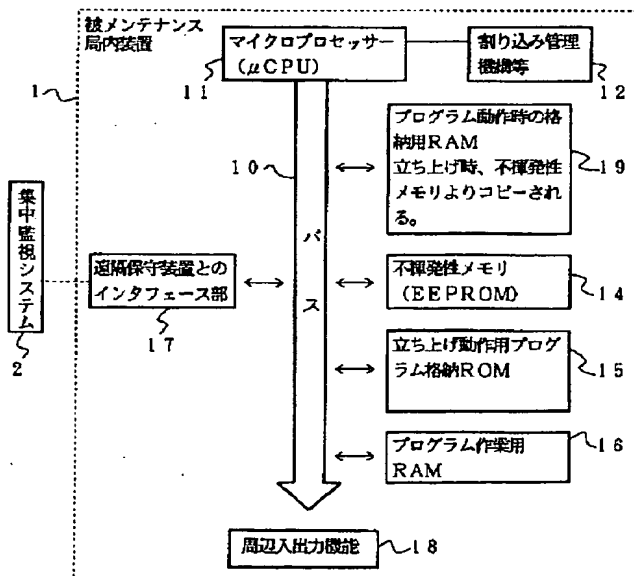 被メンテナンス
局内装置
1
マイクロプロセッサー
(μCPU)
11
割り込み管理
機構等
12
10
バス
プログラム動作時の格
納用RAM
立ち上げ時、不揮発性
メモリよりコピーされ
る。
19
集中監視システム
2
遠隔保守装置との
インタフェース部
17
不揮発性メモリ
(EEPROM)
14
立ち上げ動作用プログ
ラム格納ROM
15
プログラム作業用
RAM
16
周辺入出力機能
18